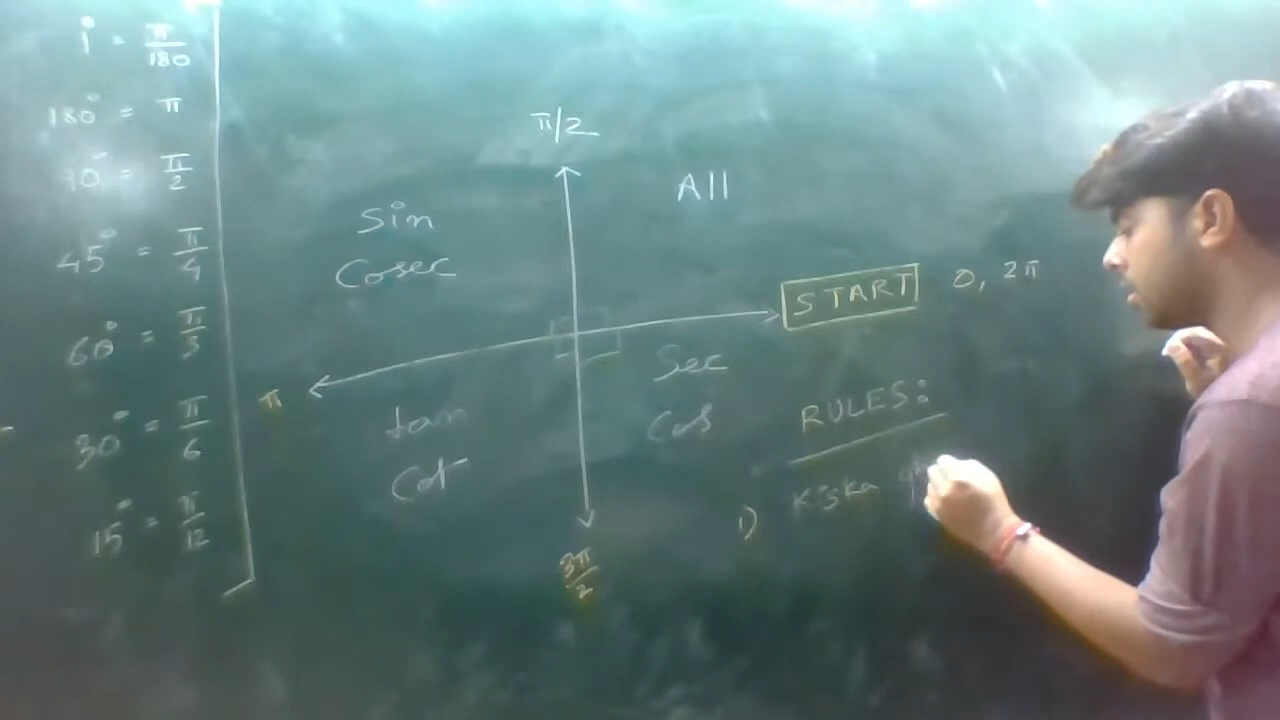 1° = π/180
180° = π
90° = π/2
45° = π/4
60° = π/3
30° = π/6
15° = π/12
π/2
All
Sin
Cosec
START 0, 2π
π
tan
Cot
Sec
Cos
3π/2
RULES:
1) Kiska